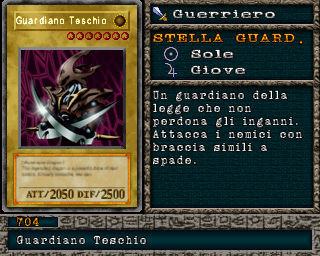 Guardiano Teschio
ATT/2050 DIF/2500
Guerriero
STELLA GUARD.
Sole
Giove
Un guardiano della
legge che non
perdona gli inganni.
Attacca i nemici con
braccia simili a
spade.
704
Guardiano Teschio